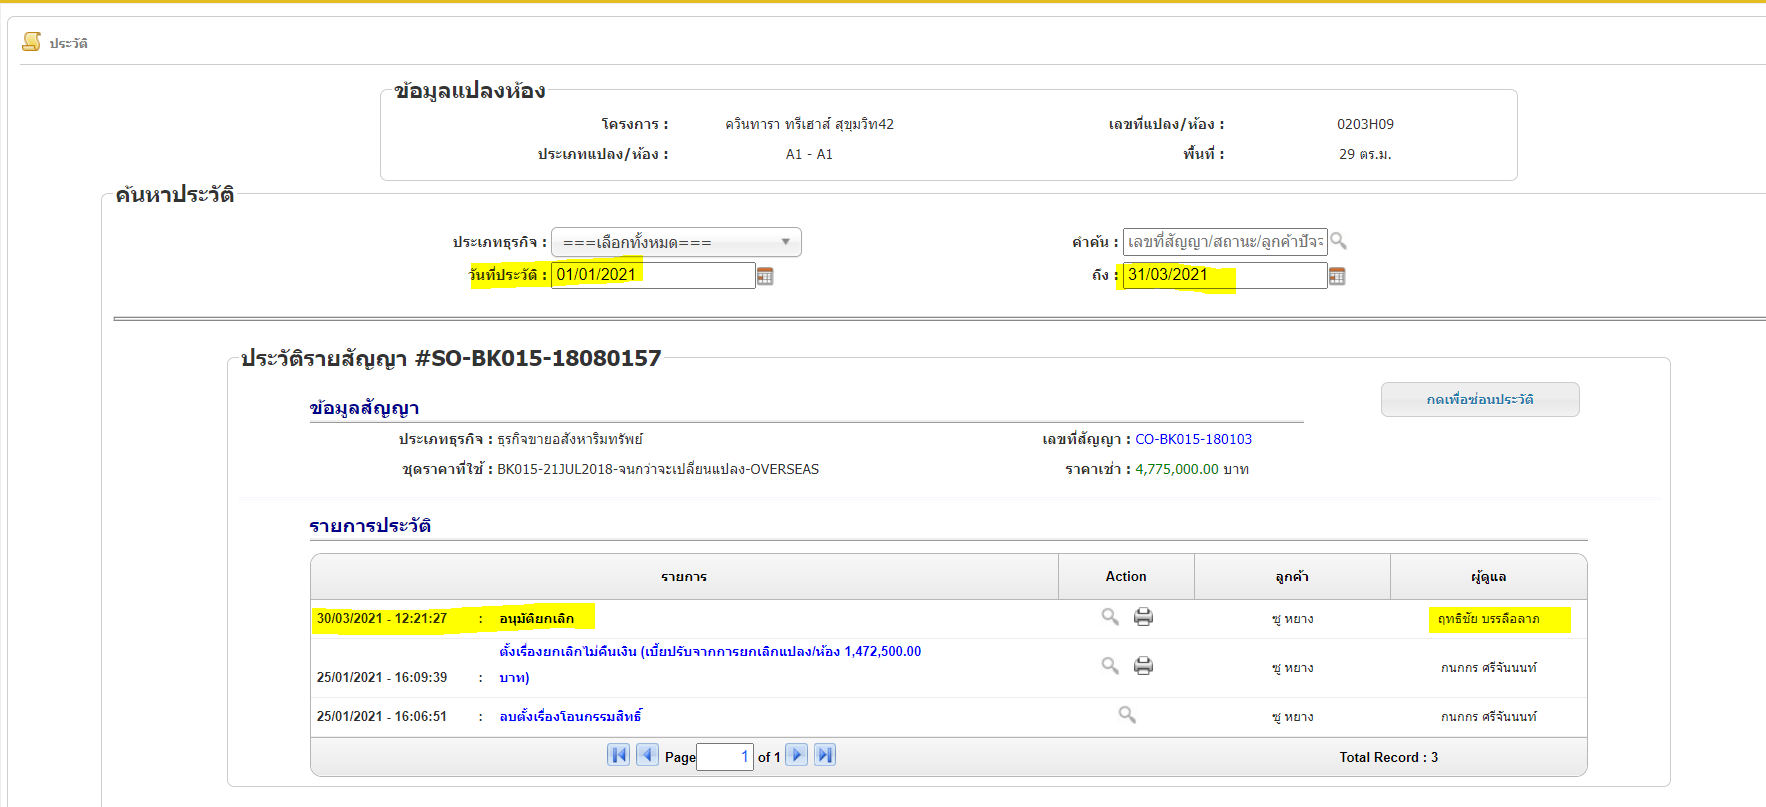 ประวัติ
ข้อมูลแปลงห้อง
โครงการ : ควินทารา ทรีเฮาส์ สุขุมวิท42 เลขที่แปลง/ห้อง : 0203H09
ประเภทแปลง/ห้อง : A1 - A1 พื้นที่ : 29 ตร.ม.
ค้นหาประวัติ
ประเภทธุรกิจ : ===เลือกทั้งหมด=== คำค้น : เลขที่สัญญา/สถานะ/ลูกค้าปัจจ
วันที่ประวัติ : 01/01/2021 ถึง : 31/03/2021
ประวัติรายสัญญา #SO-BK015-18080157
กดเพื่อซ่อนประวัติ
ข้อมูลสัญญา
ประเภทธุรกิจ : ธุรกิจขายอสังหาริมทรัพย์ เลขที่สัญญา : CO-BK015-180103
ชุดราคาที่ใช้ : BK015-21JUL2018-จนกว่าจะเปลี่ยนแปลง-OVERSEAS ราคาเช่า : 4,775,000.00 บาท
รายการประวัติ
รายการ Action ลูกค้า ผู้ดูแล
30/03/2021 - 12:21:27 : อนุมัติยกเลิก ซู หยาง ฤทธิชัย บรรลือลาภ
ตั้งเรื่องยกเลิกไม่คืนเงิน (เบี้ยปรับจากการยกเลิกแปลง/ห้อง 1,472,500.00
25/01/2021 - 16:09:39 : บาท) ซู หยาง กนกกร ศรีจันนนท์
25/01/2021 - 16:06:51 : ลบตั้งเรื่องโอนกรรมสิทธิ์ ซู หยาง กนกกร ศรีจันนนท์
Page 1 of 1 Total Record : 3